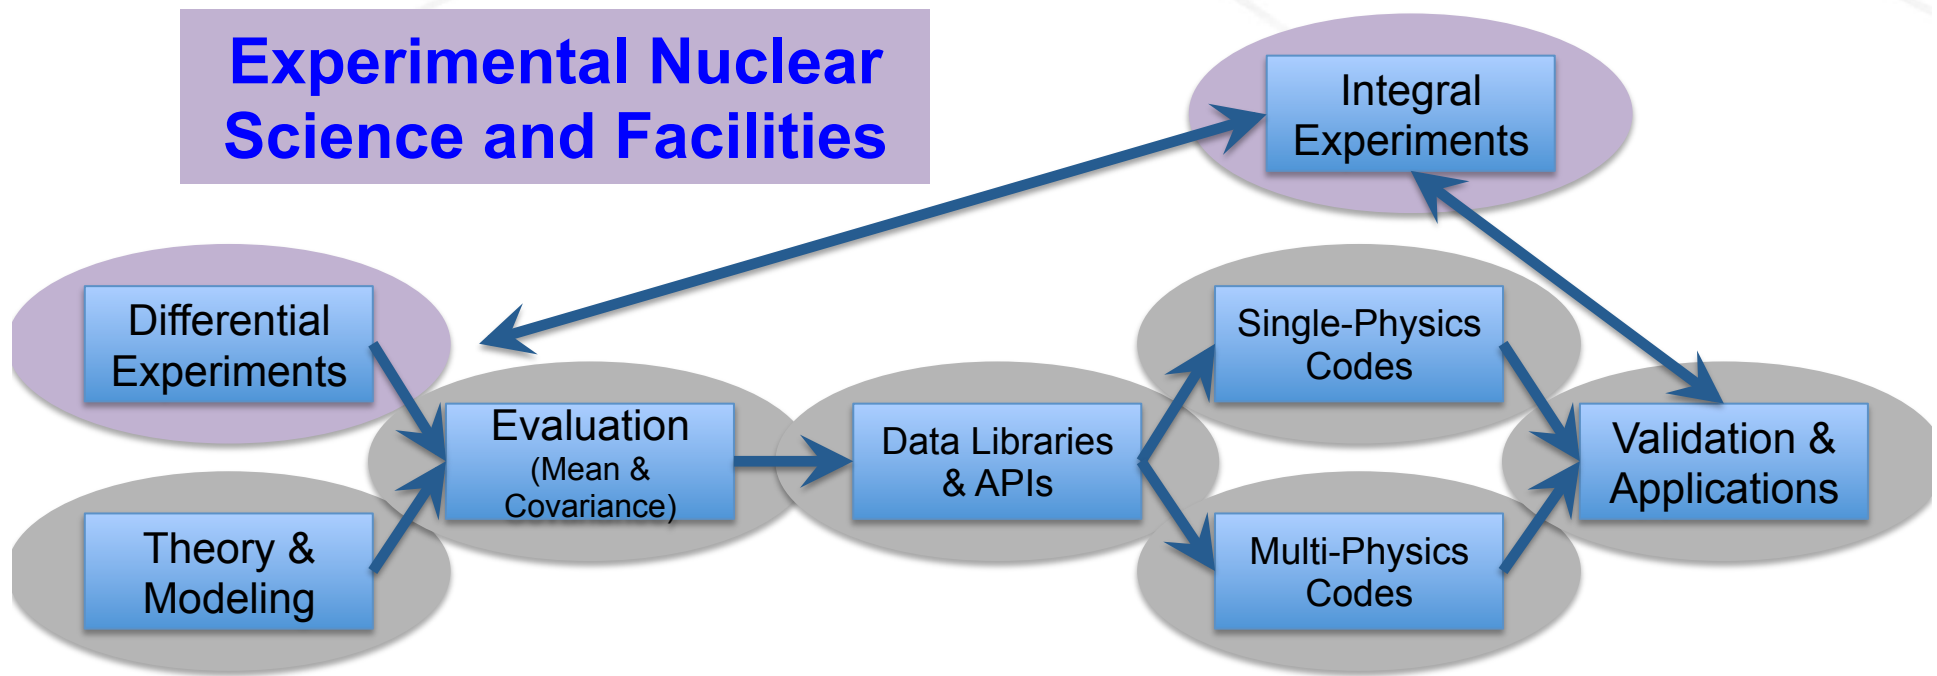 Experimental Nuclear
Science and Facilities
Integral
Experiments
Differential
Experiments
Single-Physics
Codes
Evaluation
(Mean &
Covariance)
Data Libraries
& APIs
Validation &
Applications
Theory &
Modeling
Multi-Physics
Codes